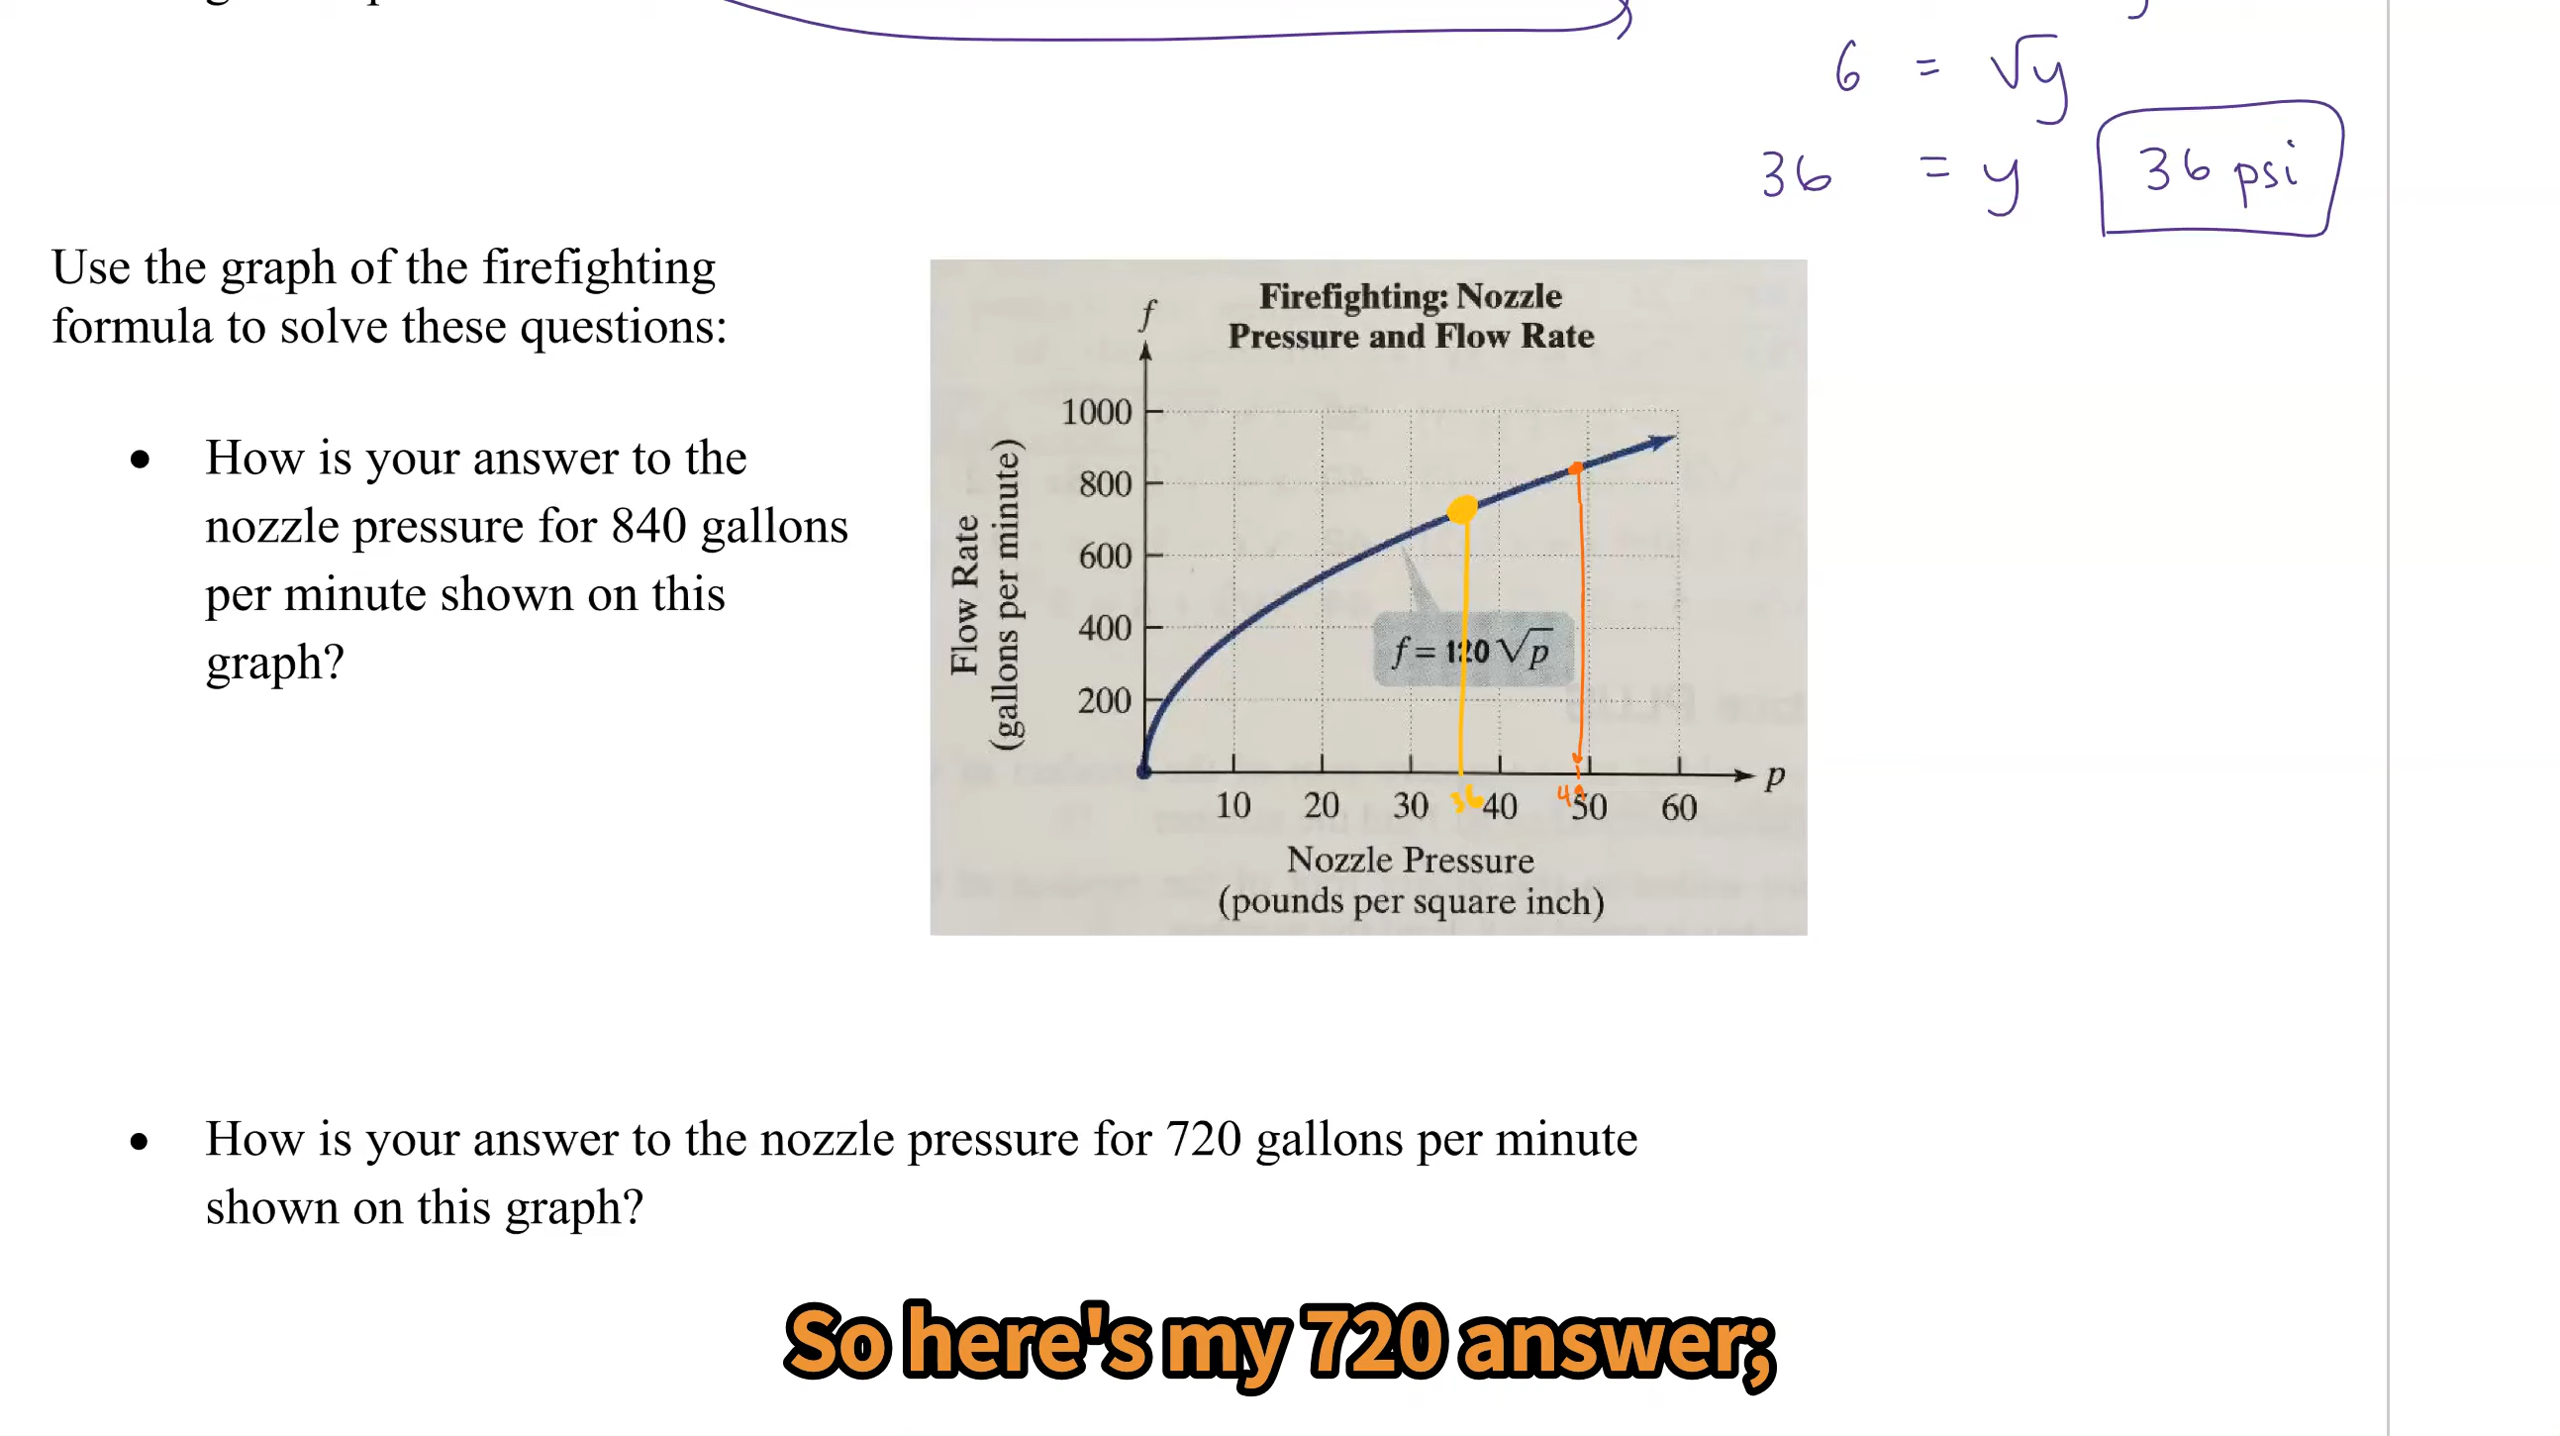 6 = √y
36 = y
36 psi
Use the graph of the firefighting
formula to solve these questions:
• How is your answer to the
nozzle pressure for 840 gallons
per minute shown on this
graph?
Firefighting: Nozzle
Pressure and Flow Rate
f
1000
800
600
400
200
Flow Rate
(gallons per minute)
f = 120 √p
p
10 20 30 36 40 49 50 60
Nozzle Pressure
(pounds per square inch)
• How is your answer to the nozzle pressure for 720 gallons per minute
shown on this graph?
So here's my 720 answer;